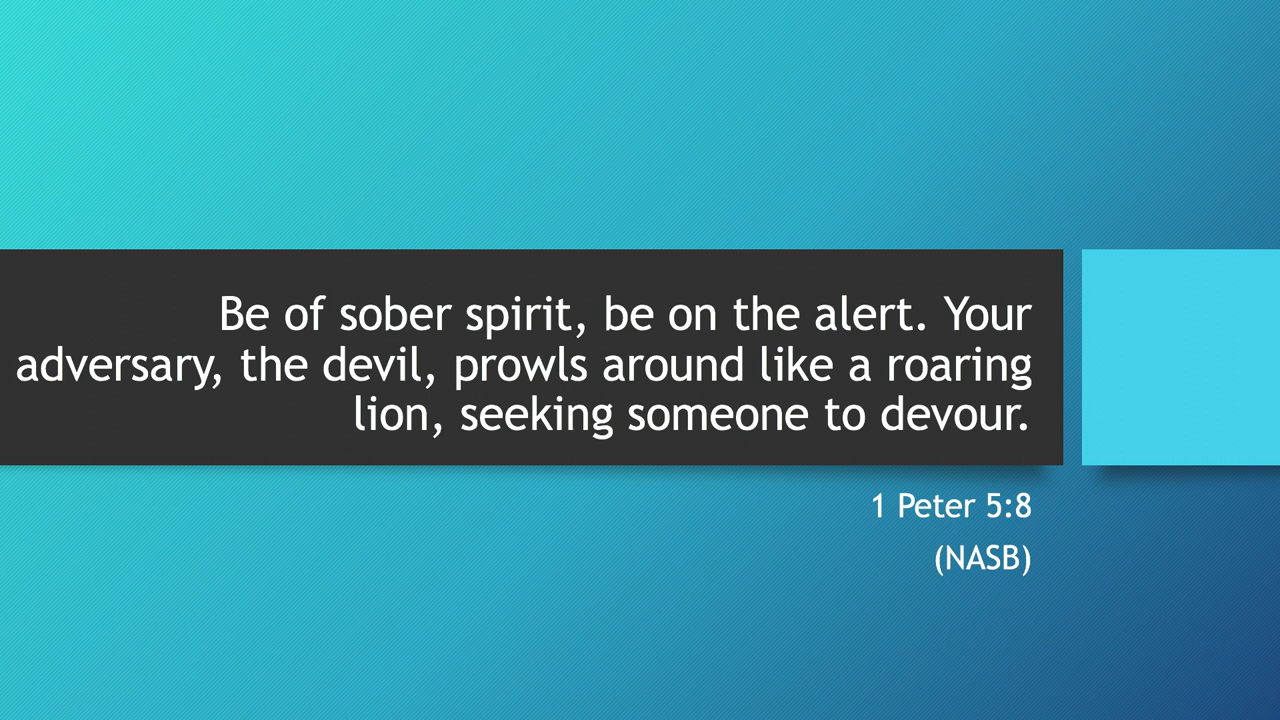 Be of sober spirit, be on the alert. Your
adversary, the devil, prowls around like a roaring
lion, seeking someone to devour.
1 Peter 5:8
(NASB)